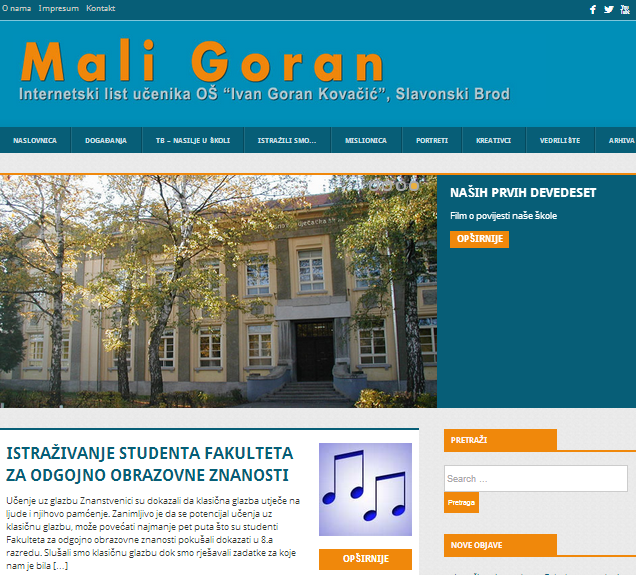 O nama Impresum Kontakt
Mali Goran
Internetski list učenika OŠ “Ivan Goran Kovačić”, Slavonski Brod
NASLOVNICA DOGAĐANJA TB – NASILJE U ŠKOLI ISTRAŽILI SMO... MISLIONICA PORTRETI KREATIVCI VEDRILIŠTE ARHIVA
NAŠIH PRVIH DEVEDESET
Film o povijesti naše škole
OPŠIRNIJE
ISTRAŽIVANJE STUDENTA FAKULTETA
ZA ODGOJNO OBRAZOVNE ZNANOSTI
Učenje uz glazbu Znanstvenici su dokazali da klasična glazba utječe na
ljude i njihovo pamćenje. Zanimljivo je da se potencijal učenja uz
klasičnu glazbu, može povećati najmanje pet puta što su studenti
Fakulteta za odgojno obrazovne znanosti pokušali dokazati u 8.a
razredu. Slušali smo klasičnu glazbu dok smo rješavali zadatke za koje
nam je bila [...]
OPŠIRNIJE
PRETRAŽI
Search ...
Pretraga
NOVE OBJAVE